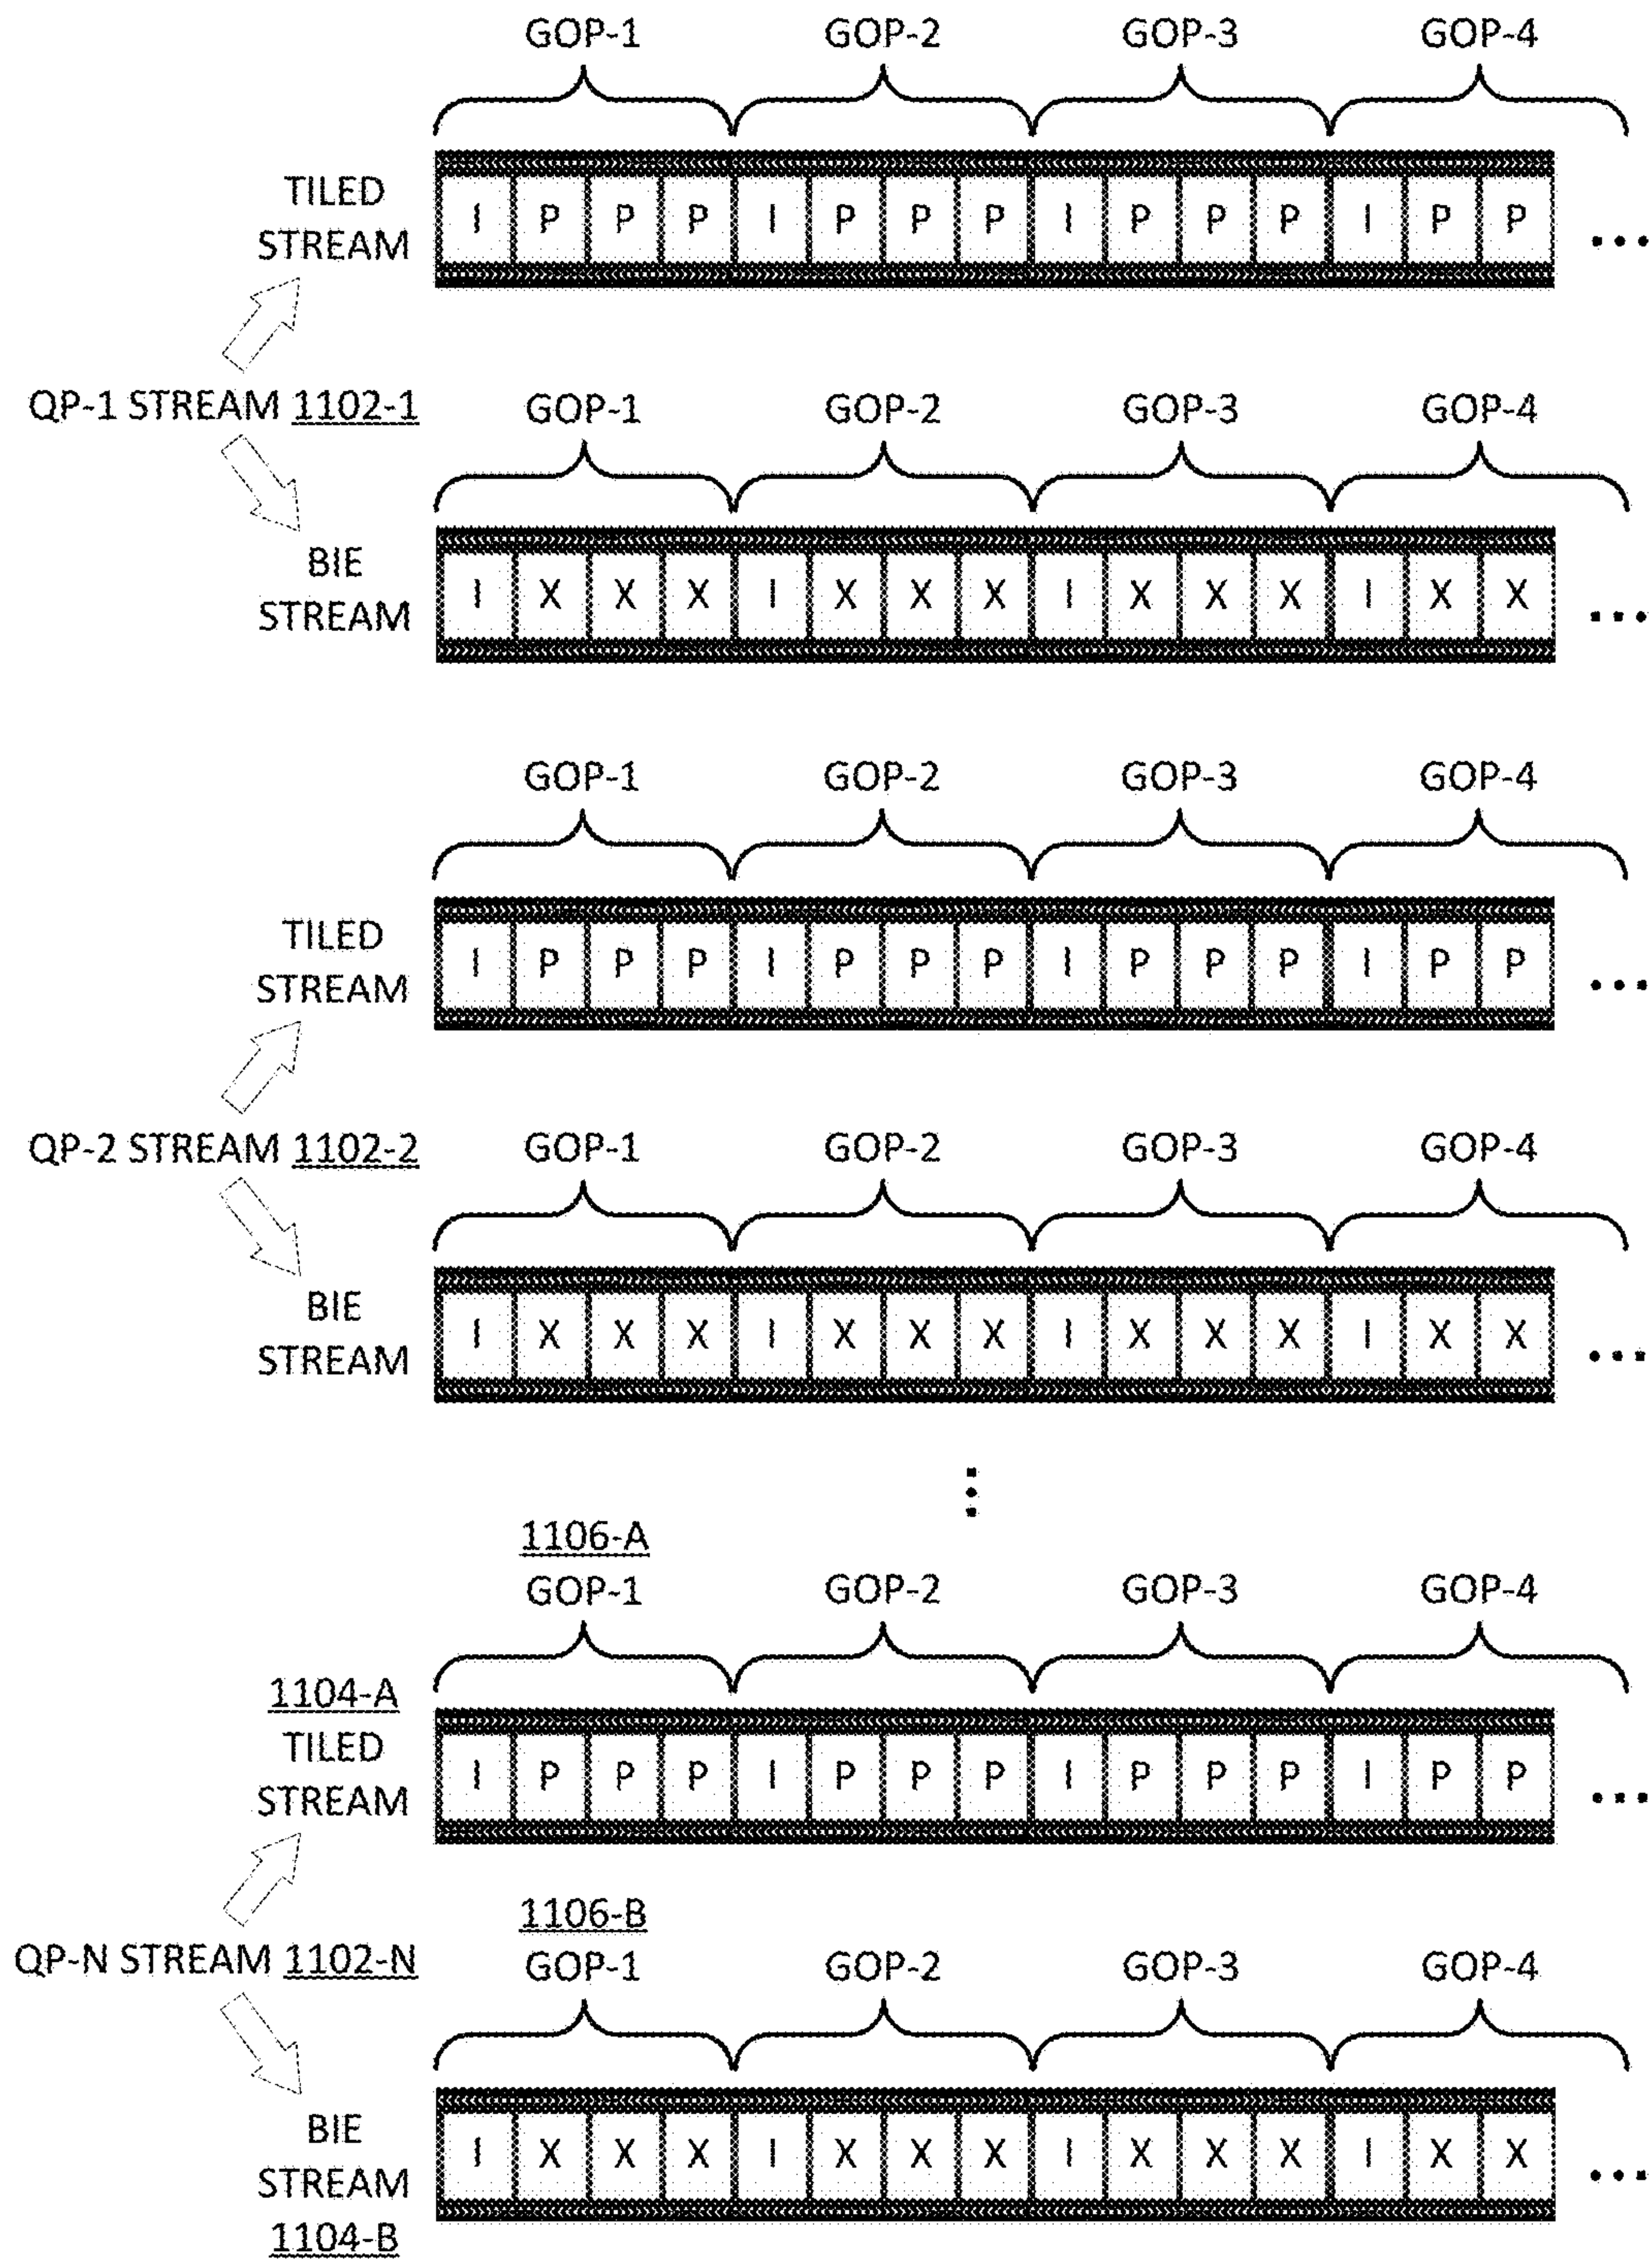 GOP-1 GOP-2 GOP-3 GOP-4
TILED
STREAM
I P P P I P P P I P P P I P P ...
QP-1 STREAM 1102-1
GOP-1 GOP-2 GOP-3 GOP-4
BIE
STREAM
I X X X I X X X I X X X I X X ...
GOP-1 GOP-2 GOP-3 GOP-4
TILED
STREAM
I P P P I P P P I P P P I P P ...
QP-2 STREAM 1102-2
GOP-1 GOP-2 GOP-3 GOP-4
BIE
STREAM
I X X X I X X X I X X X I X X ...
1106-A
GOP-1 GOP-2 GOP-3 GOP-4
1104-A
TILED
STREAM
I P P P I P P P I P P P I P P ...
1106-B
QP-N STREAM 1102-N
GOP-1 GOP-2 GOP-3 GOP-4
BIE
STREAM
1104-B
I X X X I X X X I X X X I X X ...